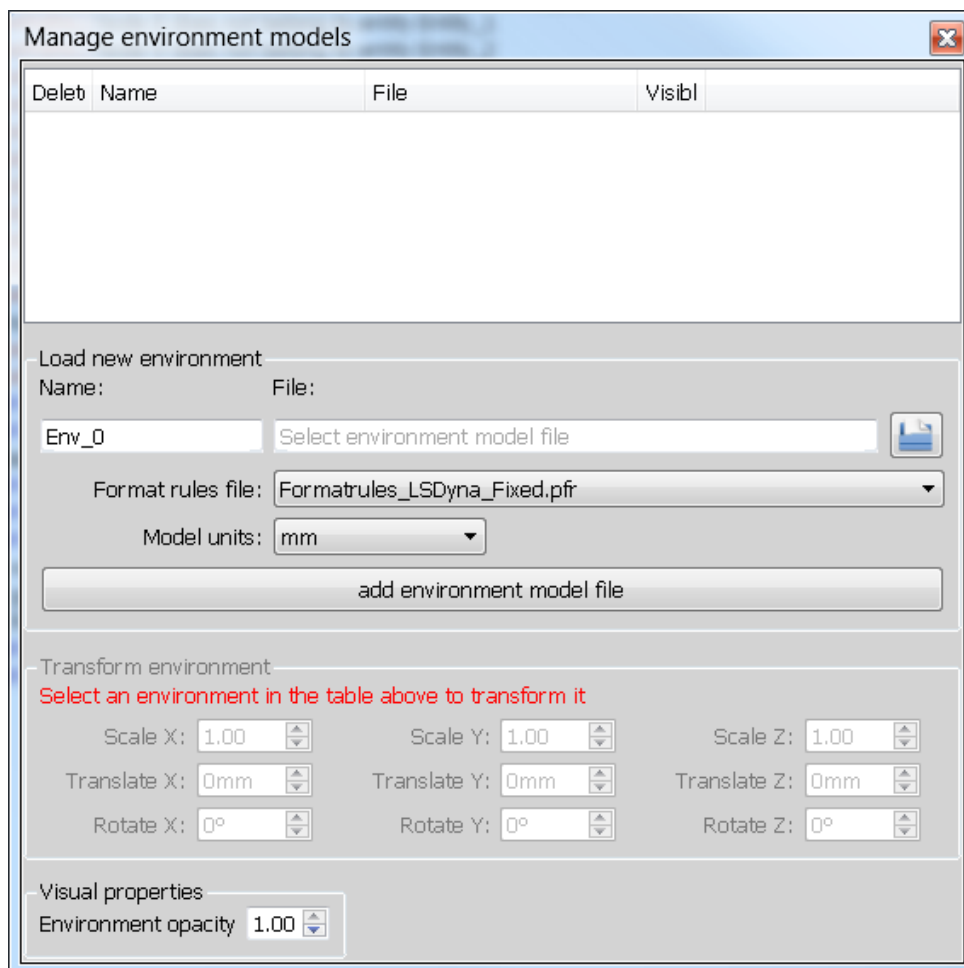 Manage environment models
Delet Name File Visibl
Load new environment
Name: File:
Env_0 Select environment model file
Format rules file: Formatrules_LSDyna_Fixed.pfr
Model units: mm
add environment model file
Transform environment
Select an environment in the table above to transform it
Scale X: 1.00 Scale Y: 1.00 Scale Z: 1.00
Translate X: 0mm Translate Y: 0mm Translate Z: 0mm
Rotate X: 0° Rotate Y: 0° Rotate Z: 0°
Visual properties
Environment opacity 1.00